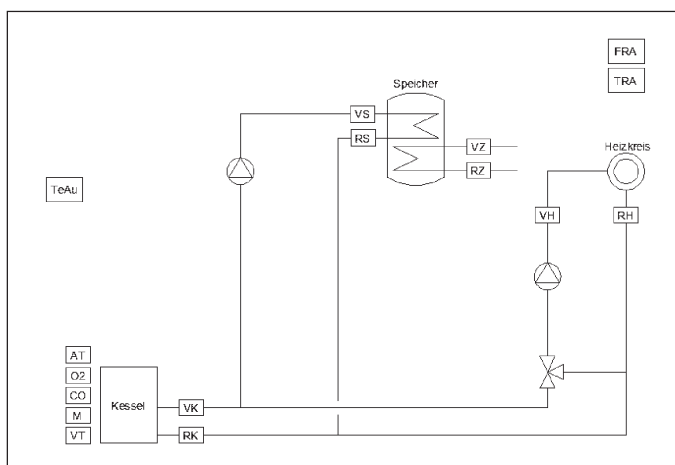 FRA
TRA
Speicher
VS
RS
VZ
RZ
Heizkreis
TeAu
VH
RH
AT
O2
CO
M
VT
Kessel
VK
RK